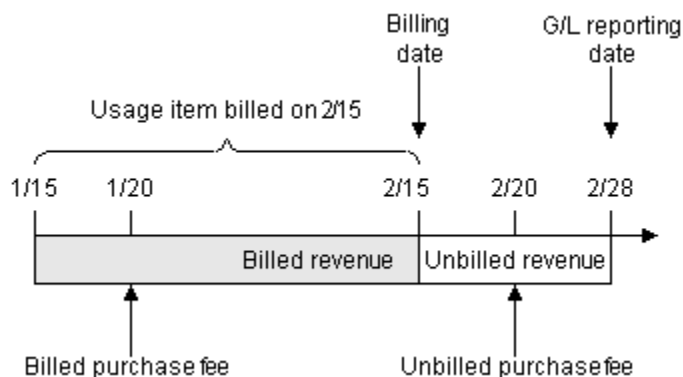 Billing
date
G/L reporting
date
Usage item billed on 2/15
1/15 1/20 2/15 2/20 2/28
Billed revenue Unbilled revenue
Billed purchase fee Unbilled purchase fee